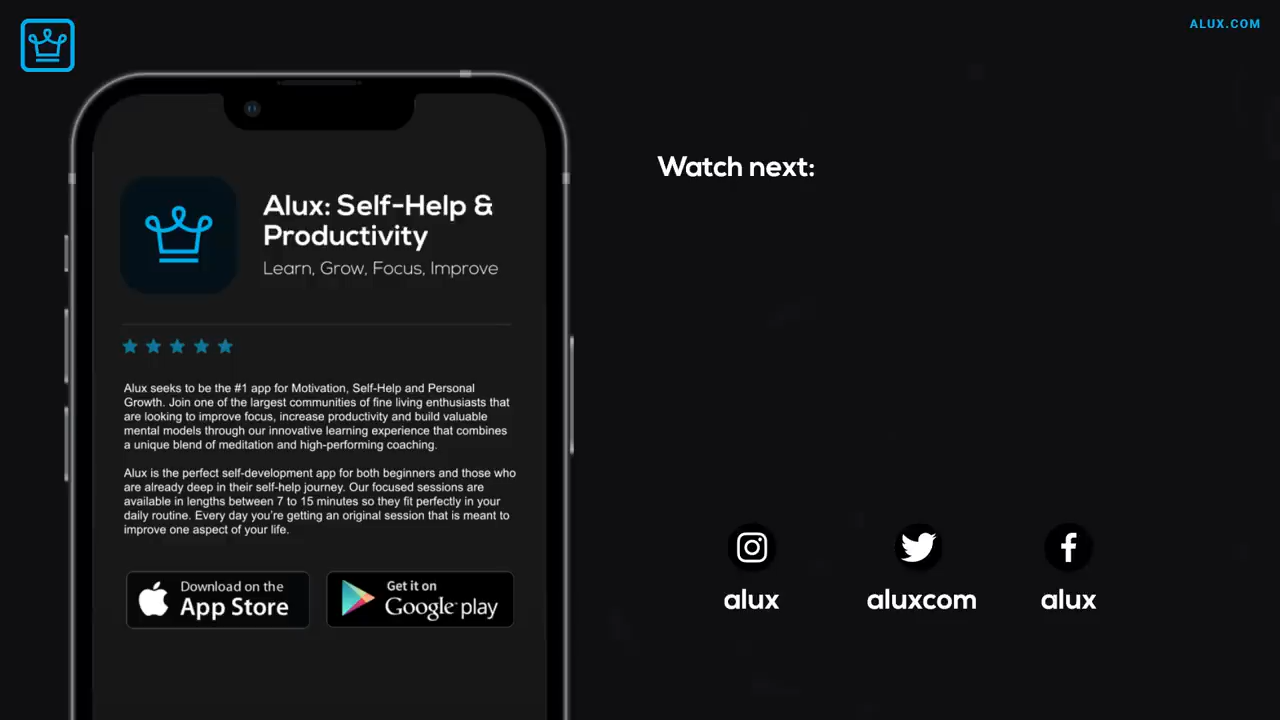 ALUX.COM
Alux: Self-Help &
Productivity
Learn, Grow, Focus, Improve
Alux seeks to be the #1 app for Motivation, Self-Help and Personal
Growth. Join one of the largest communities of fine living enthusiasts that
are looking to improve focus, increase productivity and build valuable
mental models through our innovative learning experience that combines
a unique blend of meditation and high-performing coaching.
Alux is the perfect self-development app for both beginners and those who
are already deep in their self-help journey. Our focused sessions are
available in lengths between 7 to 15 minutes so they fit perfectly in your
daily routine. Every day you're getting an original session that is meant to
improve one aspect of your life.
Download on the
App Store
Get it on
Google play
Watch next:
alux
aluxcom
alux